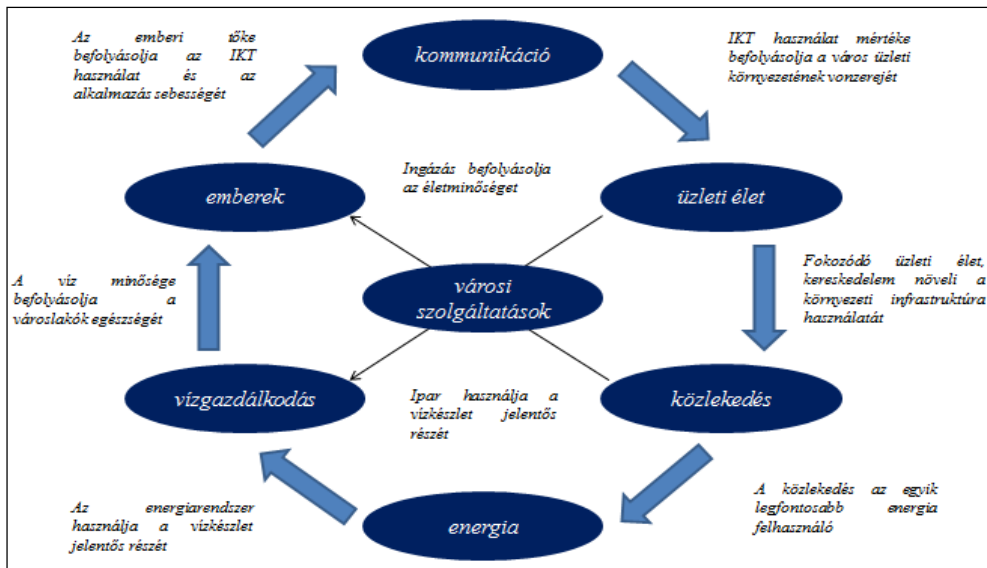 Az emberi tőke
befolyásolja az IKT
használat és az
alkalmazás sebességét
kommunikáció
IKT használat mértéke
befolyásolja a város üzleti
környezetének vonzerejét
Ingázás befolyásolja
az életminőséget
emberek
üzleti élet
A víz minősége
befolyásolja a
városlakók egészségét
városi
szolgáltatások
Fokozódó üzleti élet,
kereskedelem növeli a
környezeti infrastruktúra
használatát
vízgazdálkodás
Ipar használja a
vízkészlet jelentős
részét
közlekedés
Az energiarendszer
használja a vízkészlet
jelentős részét
energia
A közlekedés az egyik
legfontosabb energia
felhasználó